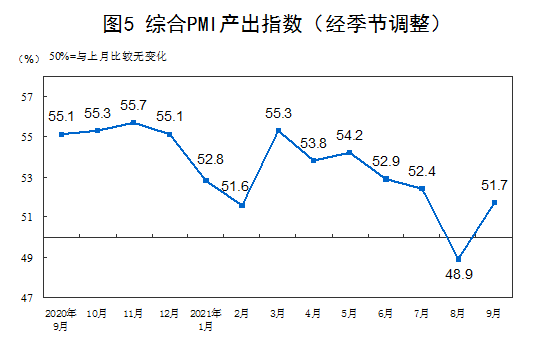 图5 综合PMI产出指数（经季节调整）
（%） 50%=与上月比较无变化
57
55
53
51
49
47
55.1 55.3 55.7 55.1 52.8 51.6 55.3 53.8 54.2 52.9 52.4 48.9 51.7
2020年 10月 11月 12月 2021年 2月 3月 4月 5月 6月 7月 8月 9月
9月 1月